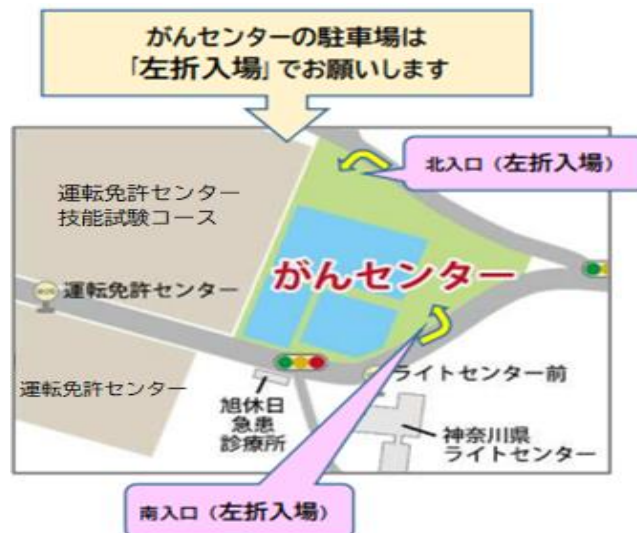 がんセンターの駐車場は
「左折入場」でお願いします
北入口（左折入場）
運転免許センター
技能試験コース
がんセンター
運転免許センター
運転免許センター
ライトセンター前
旭休日
急患
診療所
神奈川県
ライトセンター
南入口（左折入場）